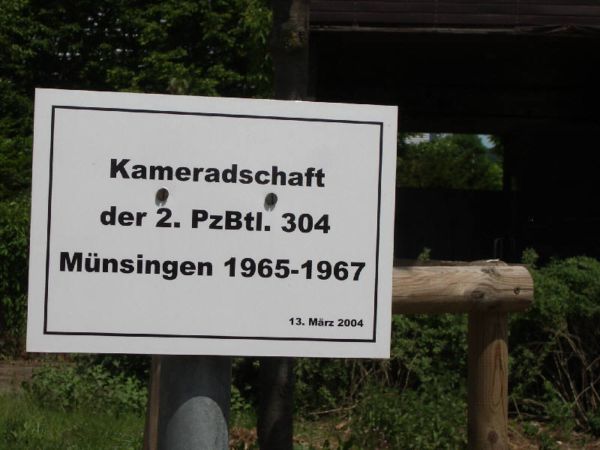 Kameradschaft
der 2. PzBtl. 304
Münsingen 1965-1967
13. März 2004